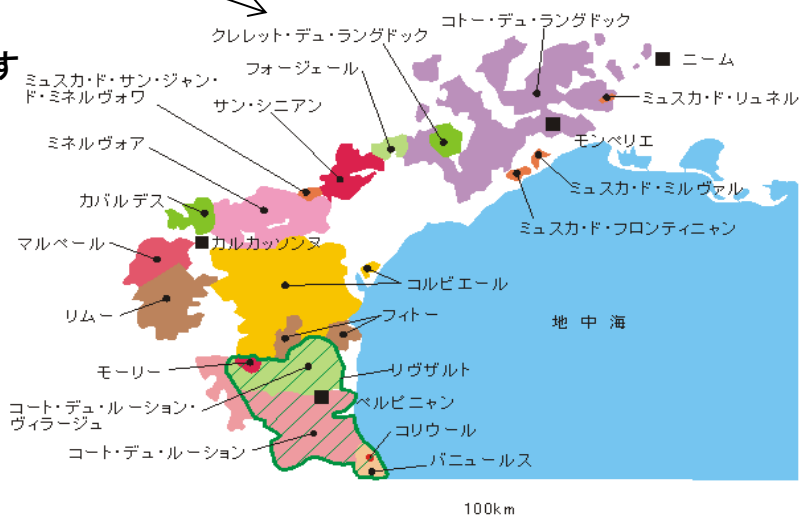 す
コトー・デュ・ラングドック
クレレット・デュ・ラングドック
ニーム
フォージェール
ミュスカ・ド・サン・ジャン・
ド・ミネルヴォワ
ミュスカ・ド・リュネル
サン・シニアン
ミネルヴォア
モンペリエ
ミュスカ・ド・ミルヴァル
カバルデス
ミュスカ・ド・フロンティニャン
マルペール
カルカッソンヌ
コルビエール
リムー
フィトー
地中海
モーリー
リヴザルト
コート・デュ・ルーション・
ヴィラージュ
ペルピニャン
コリウール
コート・デュ・ルーション
バニュールス
100km